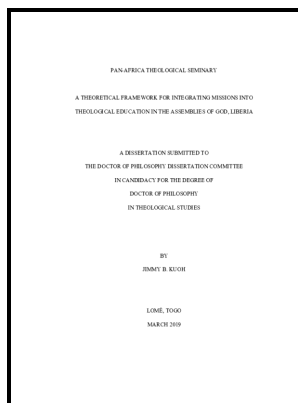 PAN-AFRICA THEOLOGICAL SEMINARY
A THEORETICAL FRAMEWORK FOR INTEGRATING MISSIONS INTO
THEOLOGICAL EDUCATION IN THE ASSEMBLIES OF GOD, LIBERIA
A DISSERTATION SUBMITTED TO
THE DOCTOR OF PHILOSOPHY DISSERTATION COMMITTEE
IN CANDIDACY FOR THE DEGREE OF
DOCTOR OF PHILOSOPHY
IN THEOLOGICAL STUDIES
BY
JIMMY B. KUOH
LOMÉ, TOGO
MARCH 2019